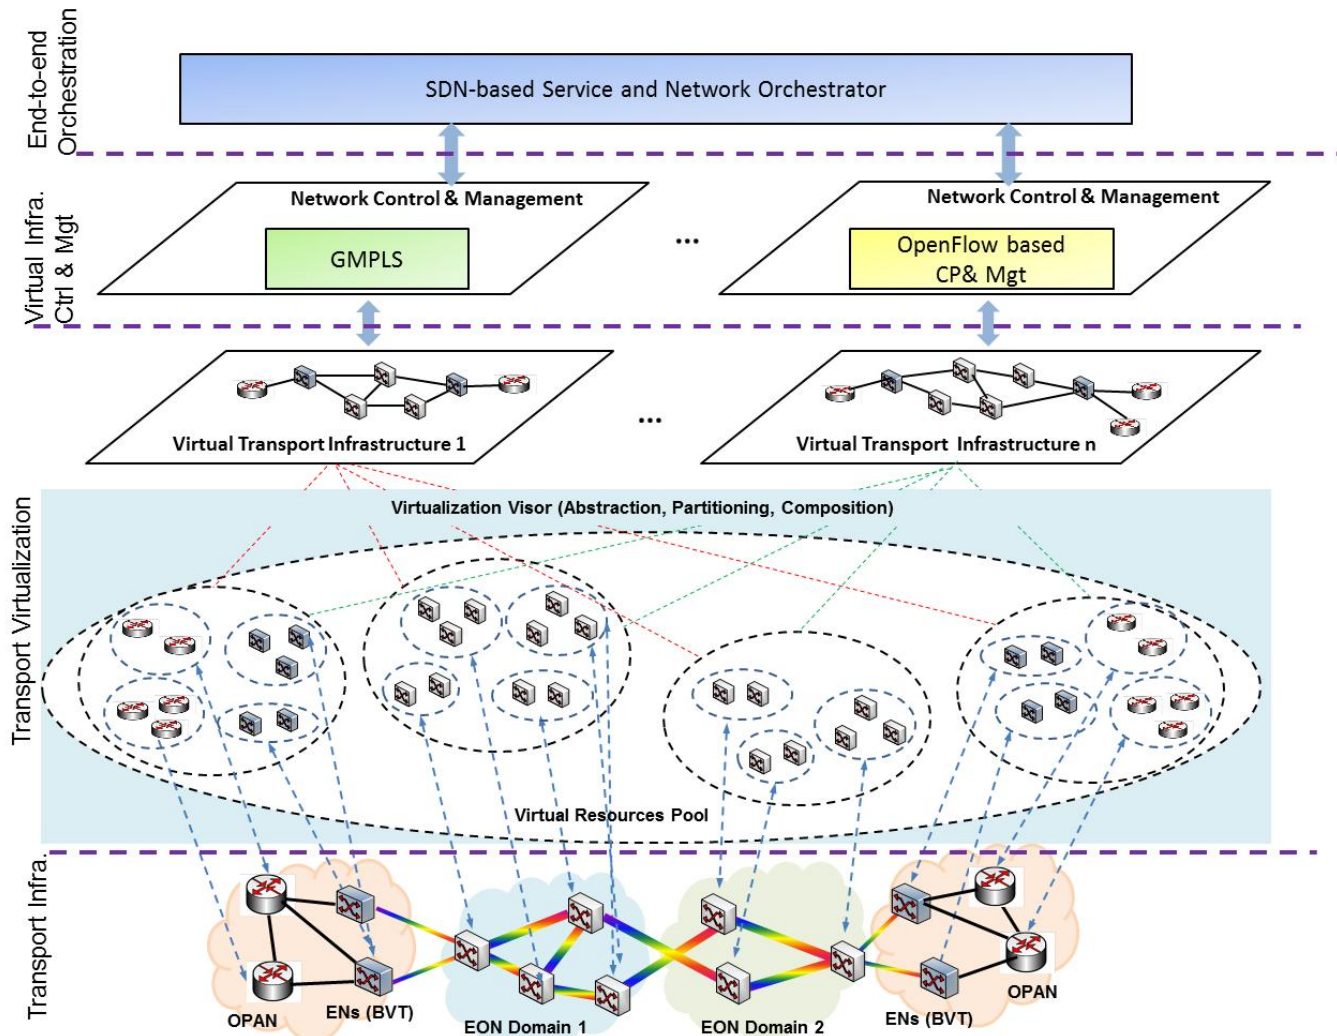 End-to-end
Orchestration
SDN-based Service and Network Orchestrator
Virtual Infra.
Ctrl & Mgt
Network Control & Management
GMPLS
...
Network Control & Management
OpenFlow based
CP& Mgt
Virtual Transport Infrastructure 1
...
Virtual Transport Infrastructure n
Transport Virtualization
Virtualization Visor (Abstraction, Partitioning, Composition)
Virtual Resources Pool
Transport Infra.
OPAN
ENs (BVT)
EON Domain 1
EON Domain 2
ENs (BVT)
OPAN